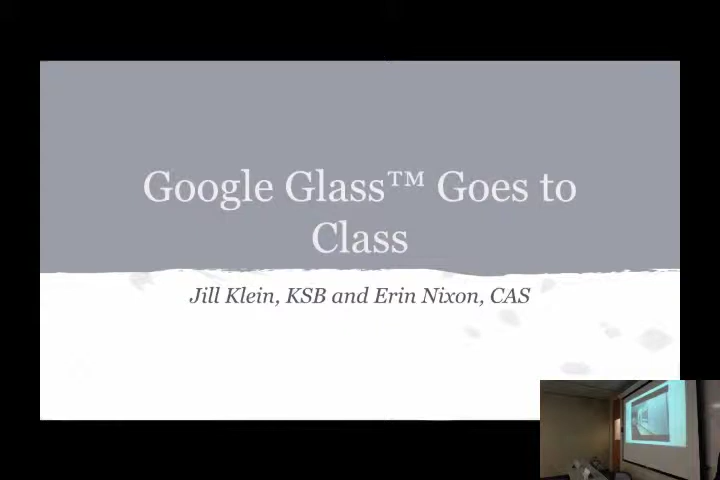 Google Glass™ Goes to
Class
Jill Klein, KSB and Erin Nixon, CAS